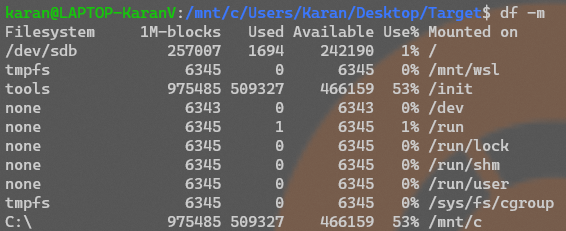 karan@LAPTOP-KaranV:/mnt/c/Users/Karan/Desktop/Target$ df -m
Filesystem     1M-blocks   Used Available Use% Mounted on
/dev/sdb          257007   1694    242190   1% /
tmpfs               6345      0      6345   0% /mnt/wsl
tools             975485 509327    466159  53% /init
none                6343      0      6343   0% /dev
none                6345      1      6345   1% /run
none                6345      0      6345   0% /run/lock
none                6345      0      6345   0% /run/shm
none                6345      0      6345   0% /run/user
tmpfs               6345      0      6345   0% /sys/fs/cgroup
C:\               975485 509327    466159  53% /mnt/c